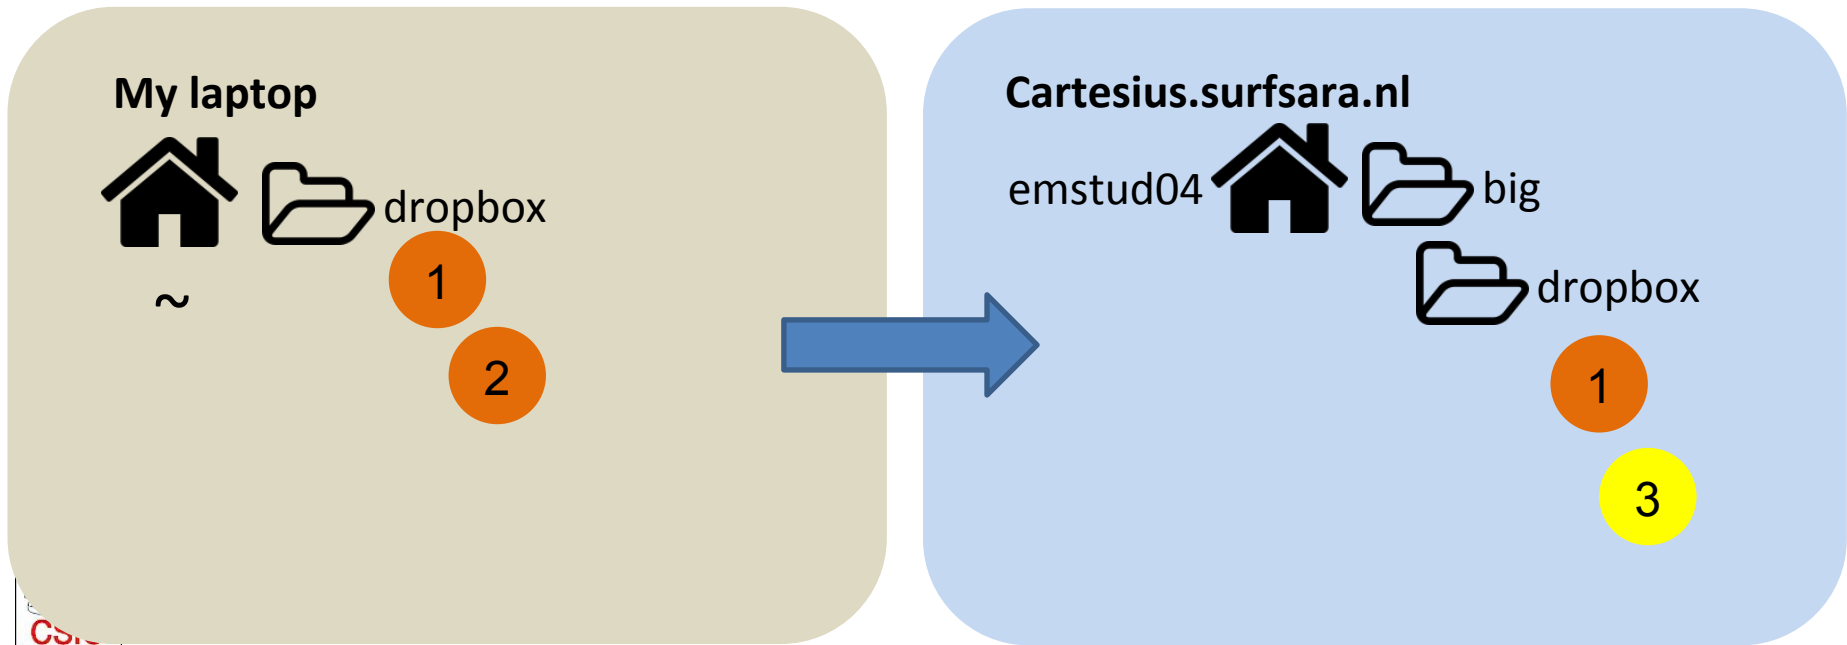 My laptop
dropbox
~
1
2
Cartesius.surfsara.nl
emstud04
big
dropbox
1
3